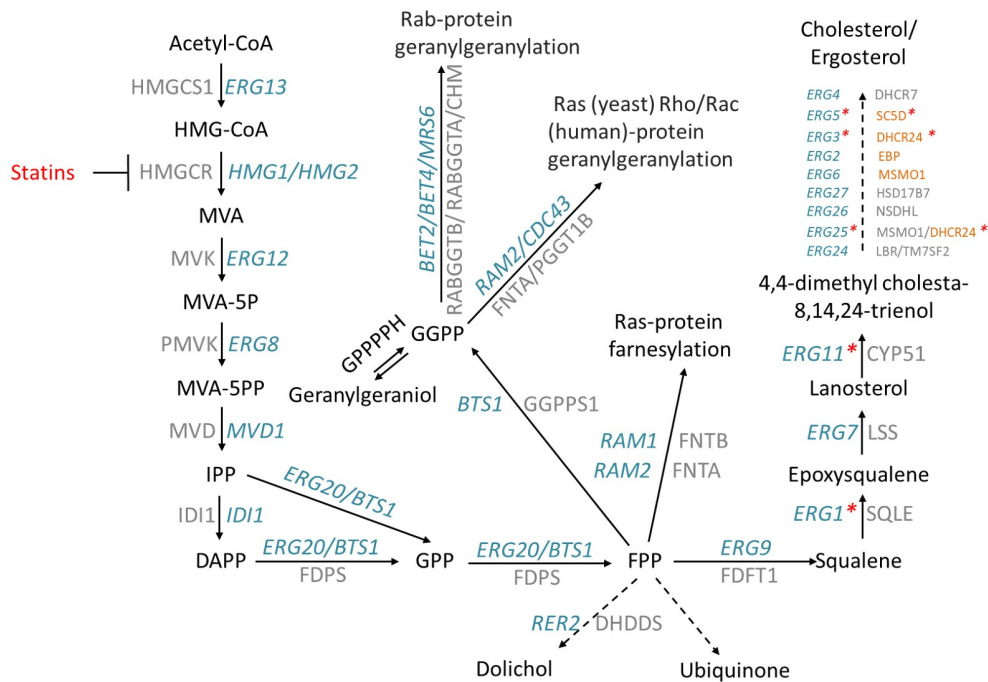 Acetyl-CoA
HMGCS1 ERG13
HMG-CoA
Statins HMGCR HMG1/HMG2
MVA
MVK ERG12
MVA-5P
PMVK ERG8
MVA-5PP
MVD MVD1
IPP
ERG20/BTS1
IDI1 IDI1
DAPP
ERG20/BTS1
FDPS
GPP
ERG20/BTS1
FDPS
FPP
ERG9
FDFT1
Squalene
RER2 DHDDS
Dolichol
Ubiquinone
BTS1 GGPPS1
GGPP
GPPPPH
Geranylgeraniol
BET2/BET4/MRS6
RABGGTB/ RABGGTA/CHM
Rab-protein
geranylgeranylation
RAM2/CDC43
FNTA/PGGT1B
Ras (yeast) Rho/Rac
(human)-protein
geranylgeranylation
RAM1 FNTB
RAM2 FNTA
Ras-protein
farnesylation
ERG1* SQLE
Epoxysqualene
ERG7 LSS
Lanosterol
ERG11* CYP51
4,4-dimethyl cholesta-
8,14,24-trienol
Cholesterol/
Ergosterol
ERG4 DHCR7
ERG5* SC5D*
ERG3* DHCR24*
ERG2 EBP
ERG6 MSMO1
ERG27 HSD17B7
ERG26 NSDHL
ERG25* MSMO1/DHCR24*
ERG24 LBR/TM7SF2